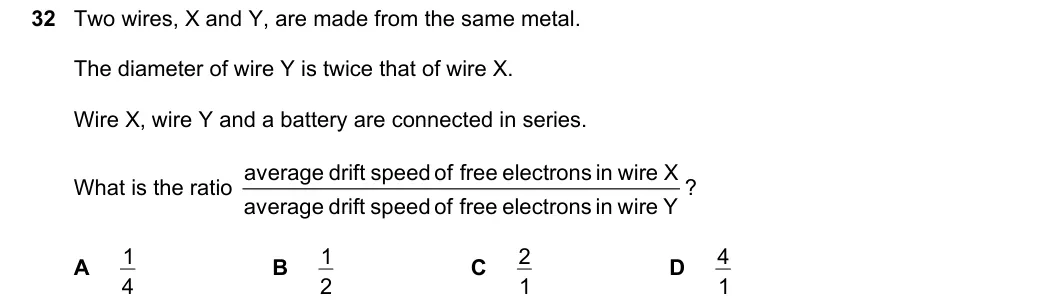 32 Two wires, X and Y, are made from the same metal.
The diameter of wire Y is twice that of wire X.
Wire X, wire Y and a battery are connected in series.
What is the ratio average drift speed of free electrons in wire X / average drift speed of free electrons in wire Y ?
A 1/4 B 1/2 C 2/1 D 4/1